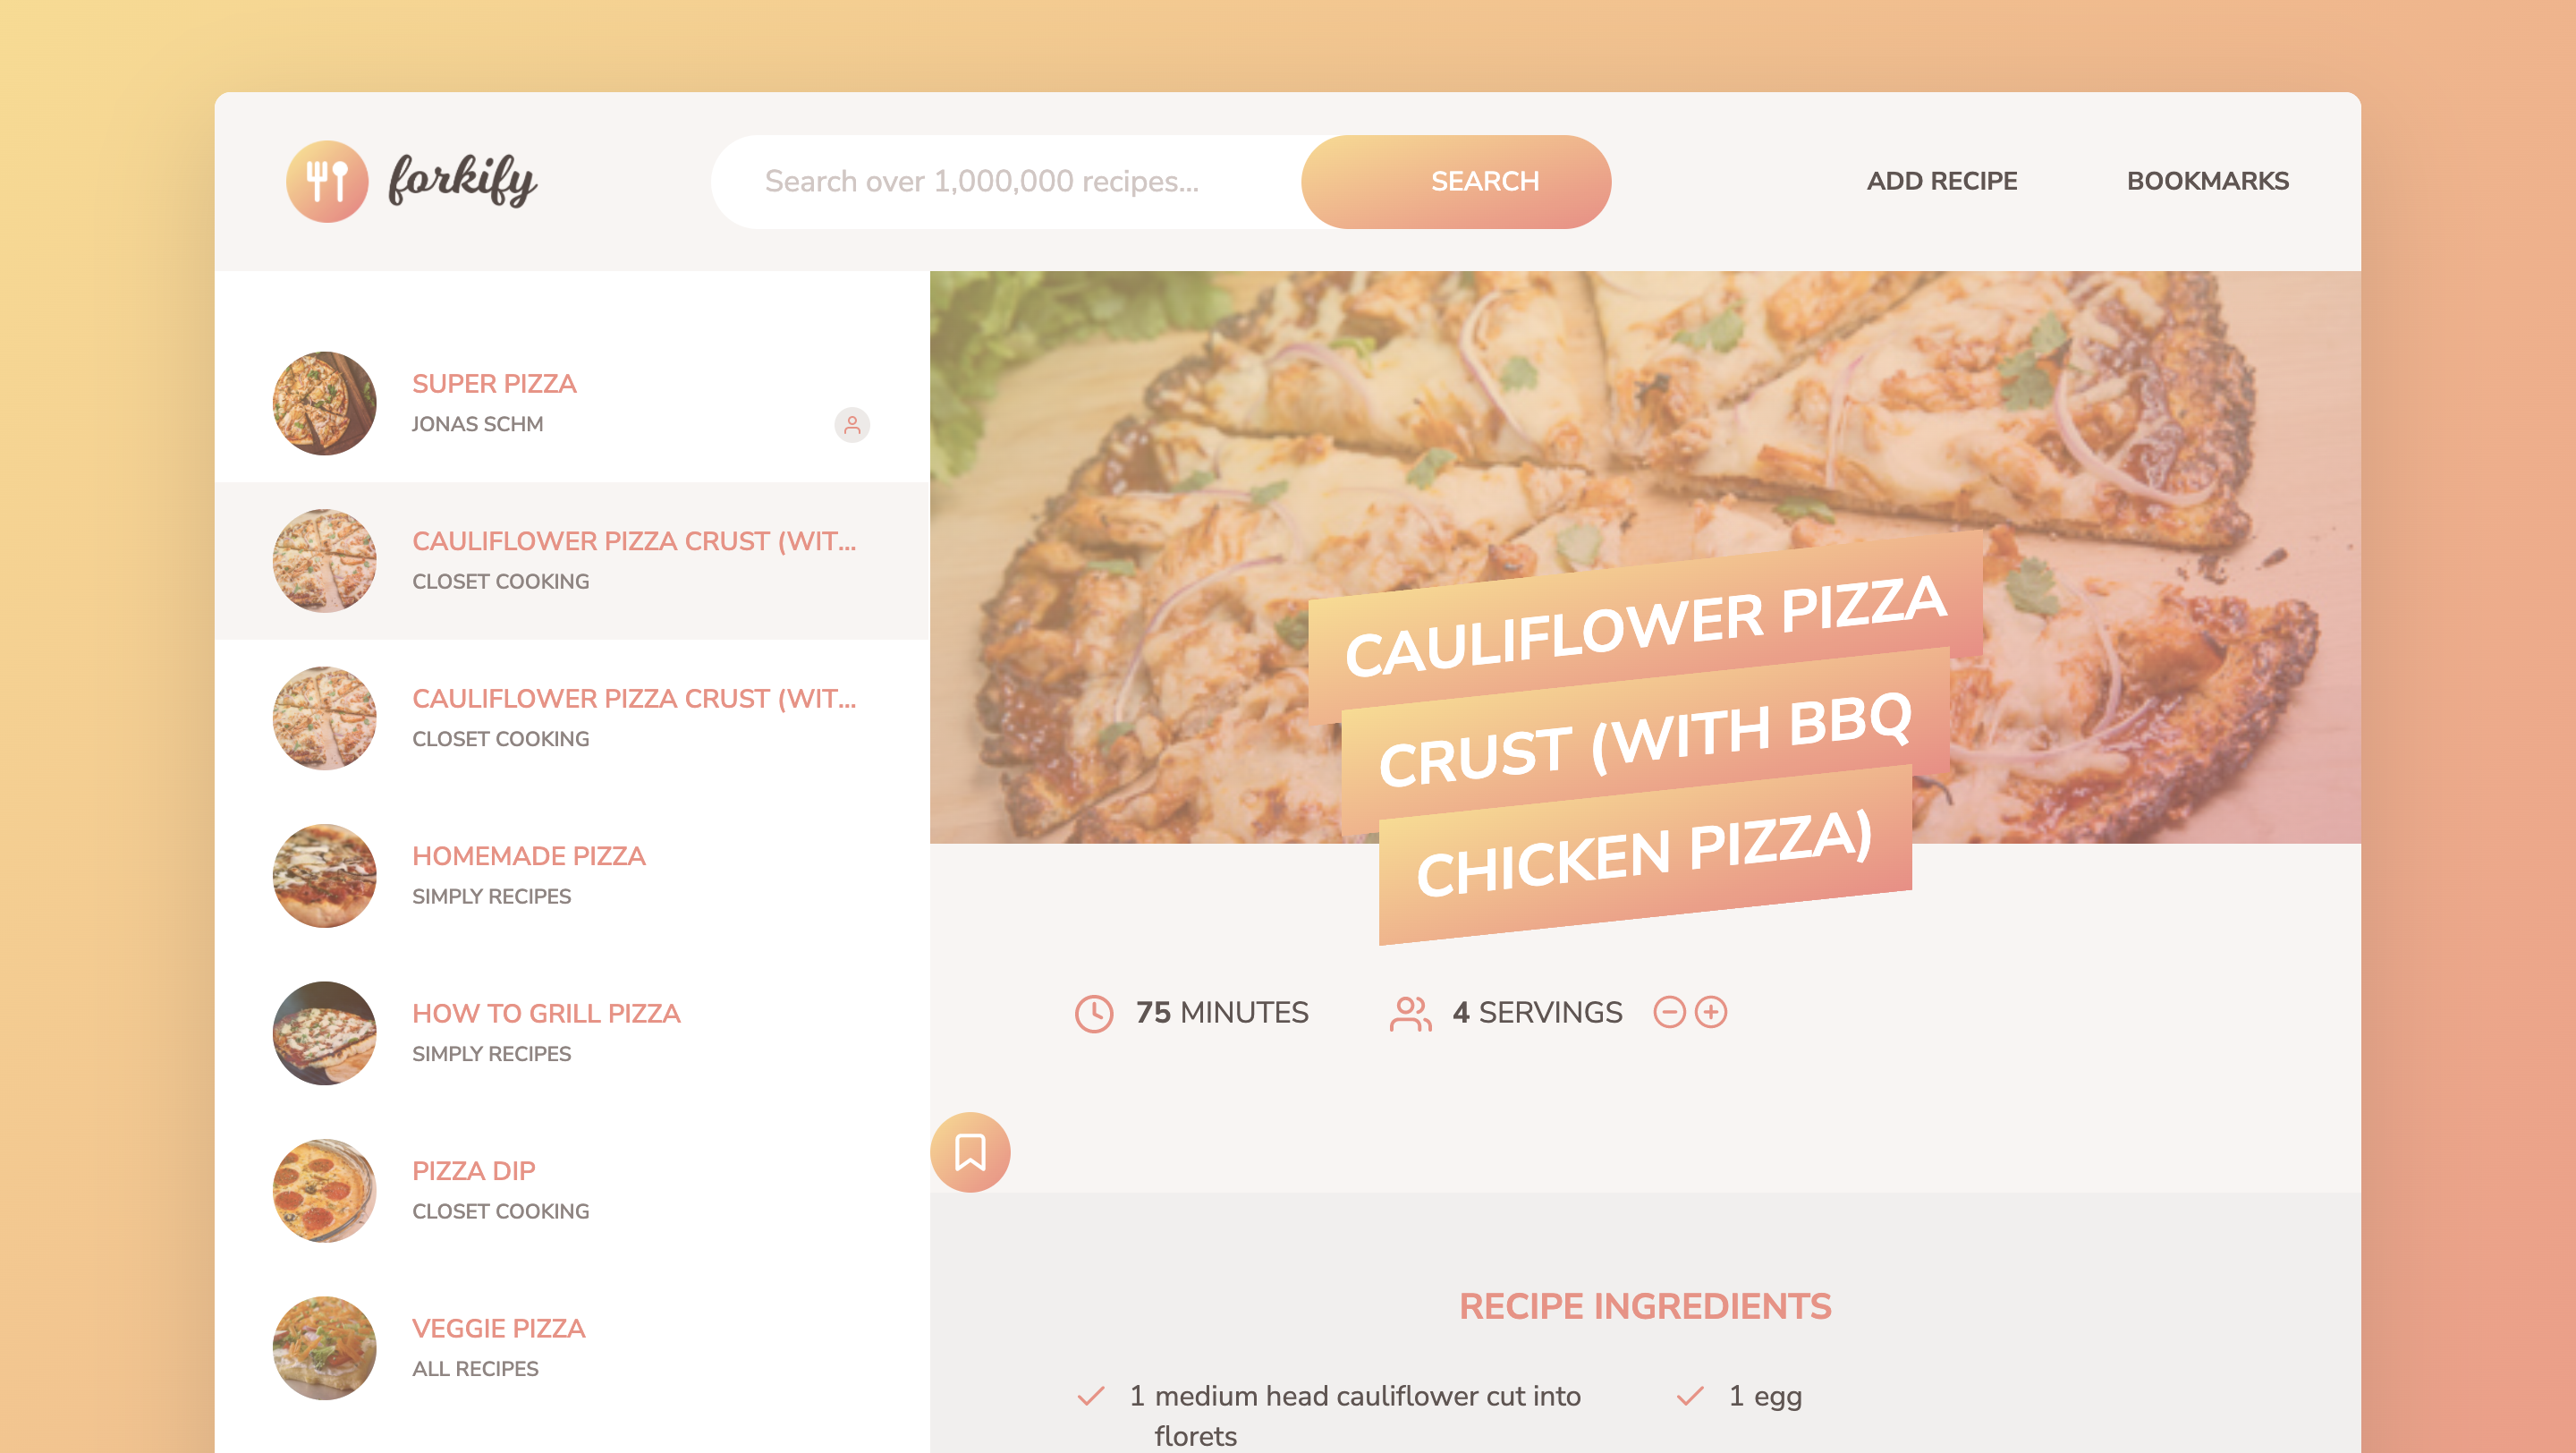 forkify
Search over 1,000,000 recipes...
SEARCH
ADD RECIPE
BOOKMARKS
SUPER PIZZA
JONAS SCHM
CAULIFLOWER PIZZA CRUST (WIT...
CLOSET COOKING
CAULIFLOWER PIZZA CRUST (WIT...
CLOSET COOKING
HOMEMADE PIZZA
SIMPLY RECIPES
HOW TO GRILL PIZZA
SIMPLY RECIPES
PIZZA DIP
CLOSET COOKING
VEGGIE PIZZA
ALL RECIPES
CAULIFLOWER PIZZA
CRUST (WITH BBQ
CHICKEN PIZZA)
75 MINUTES
4 SERVINGS
RECIPE INGREDIENTS
1 medium head cauliflower cut into
florets
1 egg